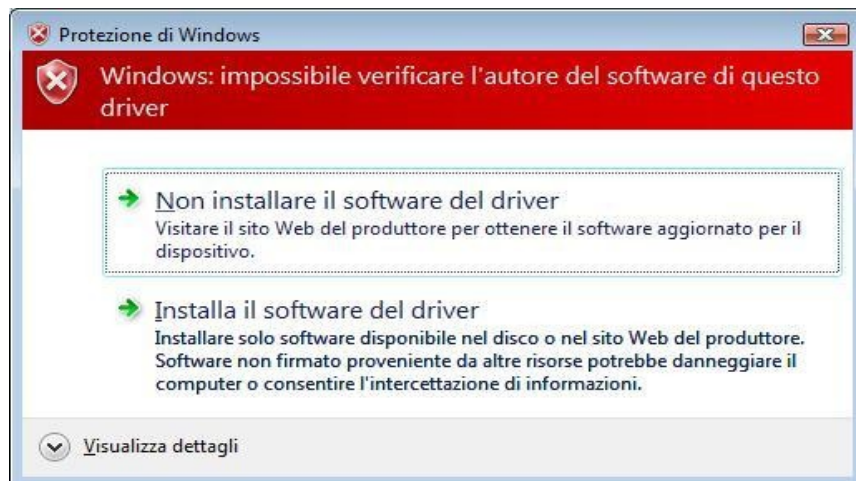 Protezione di Windows
Windows: impossibile verificare l'autore del software di questo
driver
Non installare il software del driver
Visitare il sito Web del produttore per ottenere il software aggiornato per il
dispositivo.
Installa il software del driver
Installare solo software disponibile nel disco o nel sito Web del produttore.
Software non firmato proveniente da altre risorse potrebbe danneggiare il
computer o consentire l'intercettazione di informazioni.
Visualizza dettagli